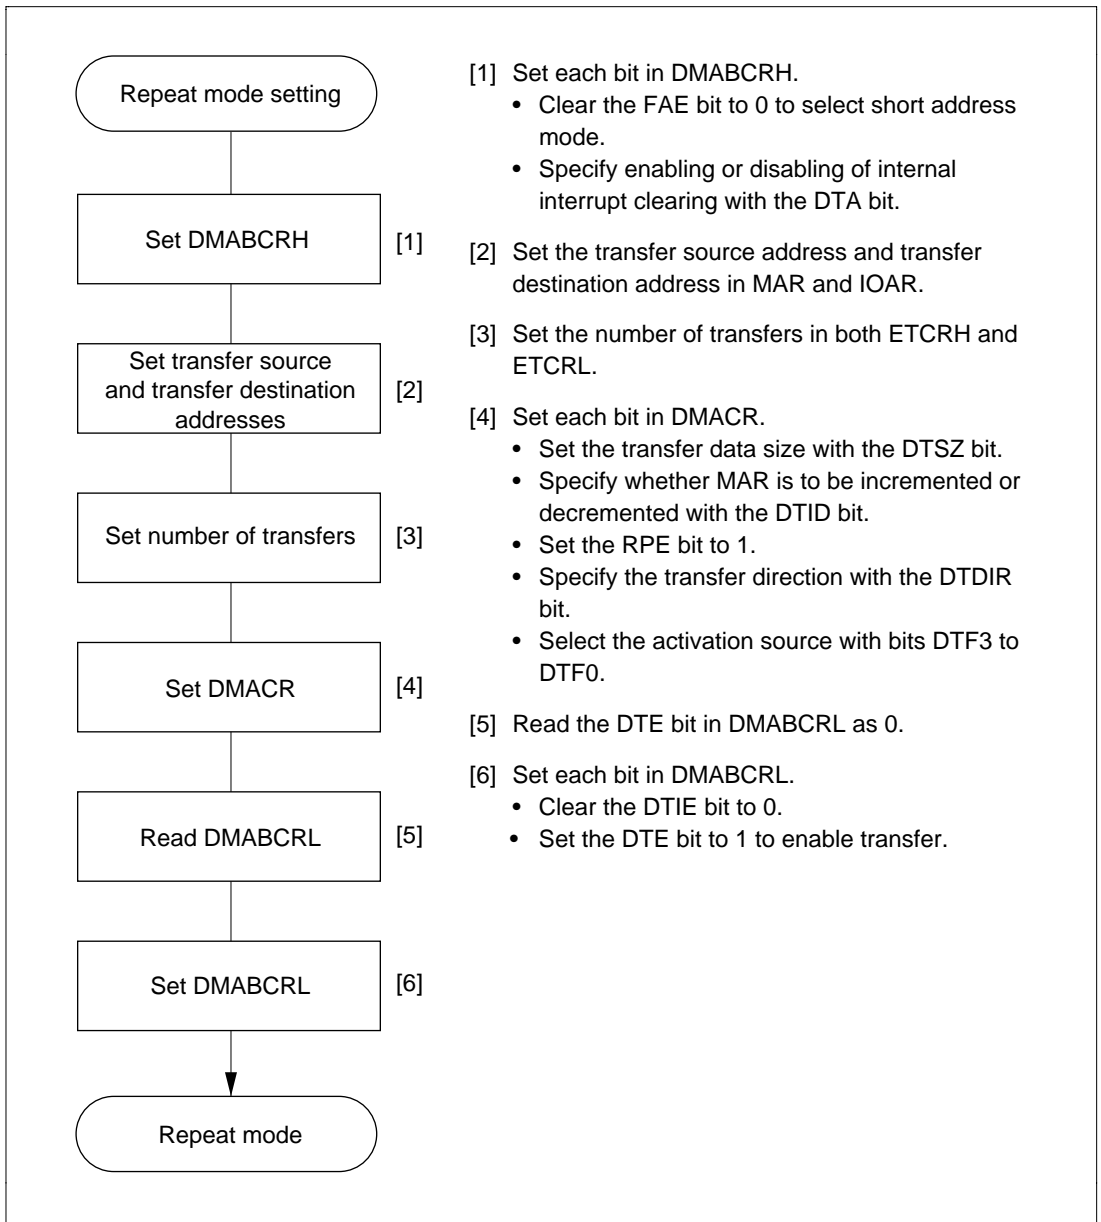 Repeat mode setting
Set DMABCRH
[1]
Set transfer source
and transfer destination
addresses
[2]
Set number of transfers
[3]
Set DMACR
[4]
Read DMABCRL
[5]
Set DMABCRL
[6]
Repeat mode
[1] Set each bit in DMABCRH.
• Clear the FAE bit to 0 to select short address
mode.
• Specify enabling or disabling of internal
interrupt clearing with the DTA bit.
[2] Set the transfer source address and transfer
destination address in MAR and IOAR.
[3] Set the number of transfers in both ETCRH and
ETCRL.
[4] Set each bit in DMACR.
• Set the transfer data size with the DTSZ bit.
• Specify whether MAR is to be incremented or
decremented with the DTID bit.
• Set the RPE bit to 1.
• Specify the transfer direction with the DTDIR
bit.
• Select the activation source with bits DTF3 to
DTF0.
[5] Read the DTE bit in DMABCRL as 0.
[6] Set each bit in DMABCRL.
• Clear the DTIE bit to 0.
• Set the DTE bit to 1 to enable transfer.